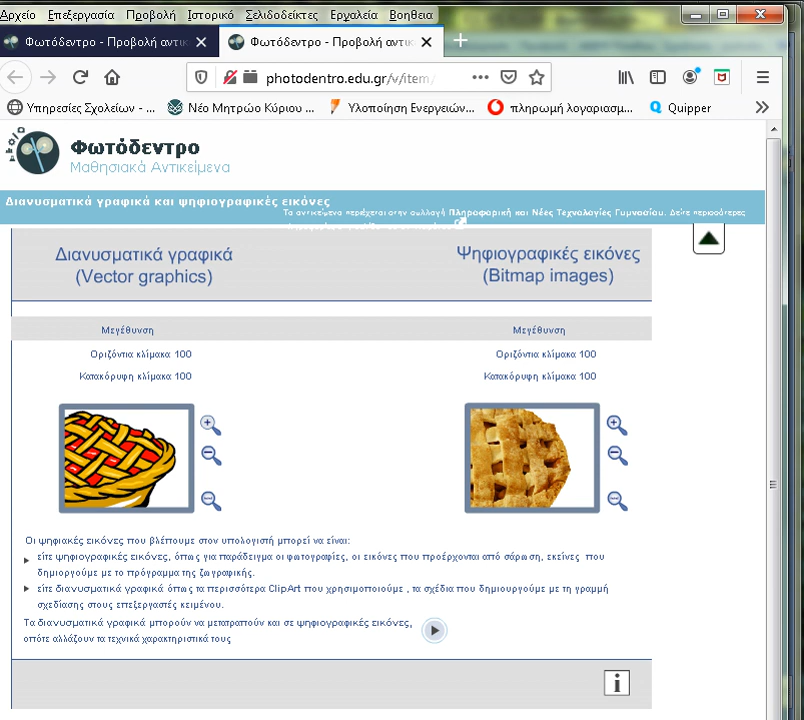 Αρχείο Επεξεργασία Προβολή Ιστορικό Σελιδοδείκτες Εργαλεία Βοήθεια
Φωτόδεντρο - Προβολή αντικ
Φωτόδεντρο - Προβολή αντικ
photodentro.edu.gr/v/item/
Υπηρεσίες Σχολείων - ...
Νέο Μητρώο Κύριου ...
Υλοποίηση Ενεργειών...
πληρωμή λογαριασμ...
Quipper
Φωτόδεντρο
Μαθησιακά Αντικείμενα
Διανυσματικά γραφικά και ψηφιογραφικές εικόνες
Το αντικείμενο περιέχεται στην συλλογή Πληροφορική και Νέες Τεχνολογίες Γυμνασίου. Δείτε περισσότερες
Διανυσματικά γραφικά
(Vector graphics)
Ψηφιογραφικές εικόνες
(Bitmap images)
Μεγέθυνση
Μεγέθυνση
Οριζόντια κλίμακα 100
Οριζόντια κλίμακα 100
Κατακόρυφη κλίμακα 100
Κατακόρυφη κλίμακα 100
Οι ψηφιακές εικόνες που βλέπουμε στον υπολογιστή μπορεί να είναι:
είτε ψηφιογραφικές εικόνες, όπως για παράδειγμα οι φωτογραφίες, οι εικόνες που προέρχονται από σάρωση, εκείνες που
δημιοργούμε με το πρόγραμμα της ζωγραφικής.
είτε διανυσματικά γραφικά όπως τα περισσότερα ClipArt που χρησιμοποιούμε , τα σχέδια που δημιουργούμε με τη γραμμή
σχεδίασης στους επεξεργαστές κειμένου.
Τα διανυσματικά γραφικά μπορούν να μετατραπούν και σε ψηφιογραφικές εικόνες,
οπότε αλλάζουν τα τεχνικά χαρακτηριστικά τους
i